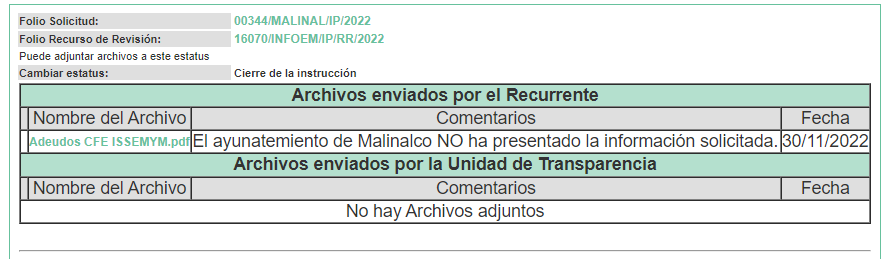 Folio Solicitud: 00344/MALINAL/IP/2022
Folio Recurso de Revisión: 16070/INFOEM/IP/RR/2022
Puede adjuntar archivos a este estatus
Cambiar estatus: Cierre de la instrucción
Archivos enviados por el Recurrente
Nombre del Archivo Comentarios Fecha
Adeudos CFE ISSEMYM.pdf El ayunatemiento de Malinalco NO ha presentado la información solicitada. 30/11/2022
Archivos enviados por la Unidad de Transparencia
Nombre del Archivo Comentarios Fecha
No hay Archivos adjuntos